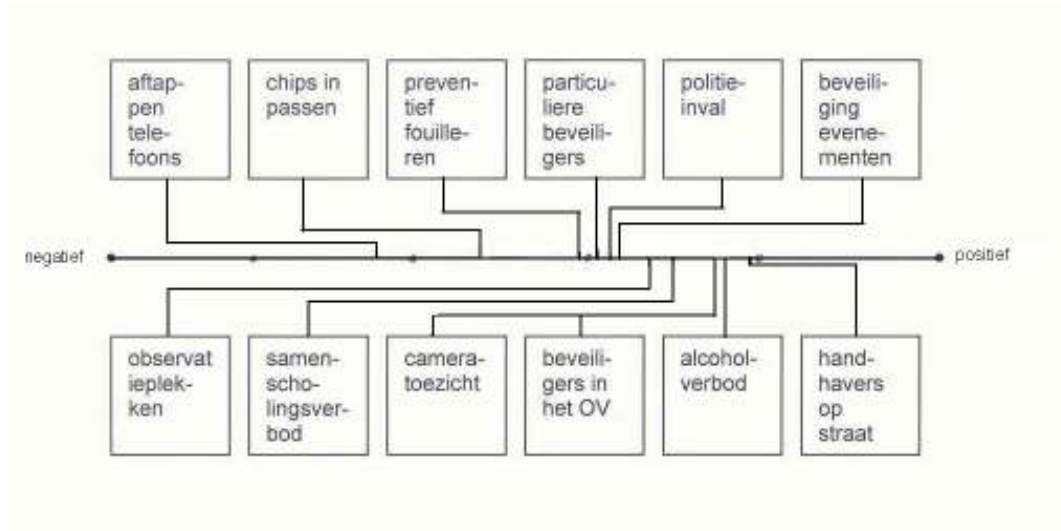 aftap-
pen
tele-
foons
chips in
passen
preven-
tief
fouille-
ren
particu-
liere
beveili-
gers
politie-
inval
beveili-
ging
evene-
menten
negatief
positief
observat
ieplek-
ken
samen-
scho-
lingsver-
bod
camera-
toezicht
beveili-
gers in
het OV
alcohol-
verbod
hand-
havers
op
straat